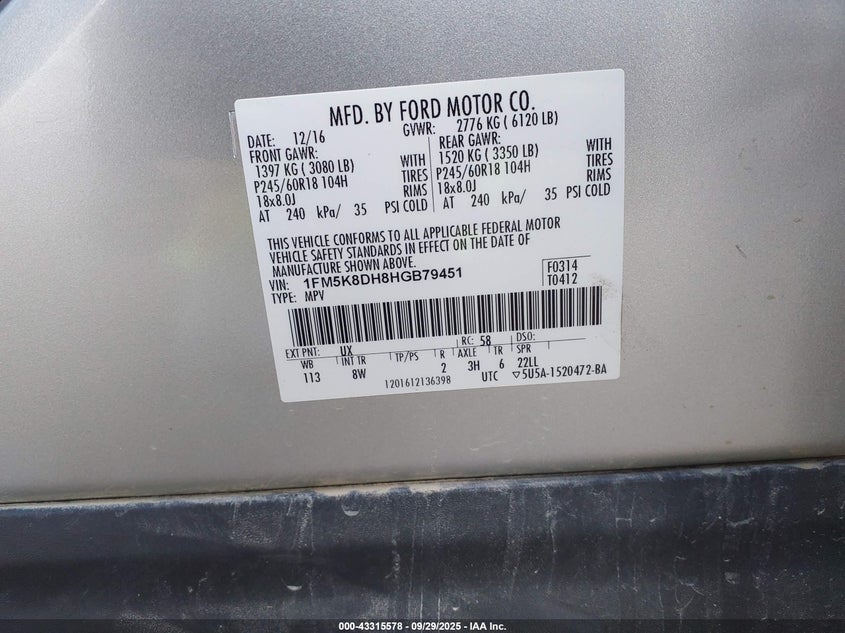 MFD. BY FORD MOTOR CO.
DATE: 12/16 GVWR: 2776 KG ( 6120 LB)
FRONT GAWR: REAR GAWR:
1397 KG ( 3080 LB) WITH 1520 KG ( 3350 LB) WITH
P245/60R18 104H TIRES P245/60R18 104H TIRES
18x8.0J RIMS 18x8.0J RIMS
AT 240 kPa/ 35 PSI COLD AT 240 kPa/ 35 PSI COLD
THIS VEHICLE CONFORMS TO ALL APPLICABLE FEDERAL MOTOR
VEHICLE SAFETY STANDARDS IN EFFECT ON THE DATE OF
MANUFACTURE SHOWN ABOVE.
VIN: 1FM5K8DH8HGB79451 F0314
TYPE: MPV T0412
EXT PNT: UX RC: 58 DSO:
WB INT TR TP/PS R AXLE TR SPR
113 8W 2 3H 6 22LL
1201612136398 UTC ▽5U5A-1520472-BA
000-43315578 - 09/29/2025 - IAA Inc.